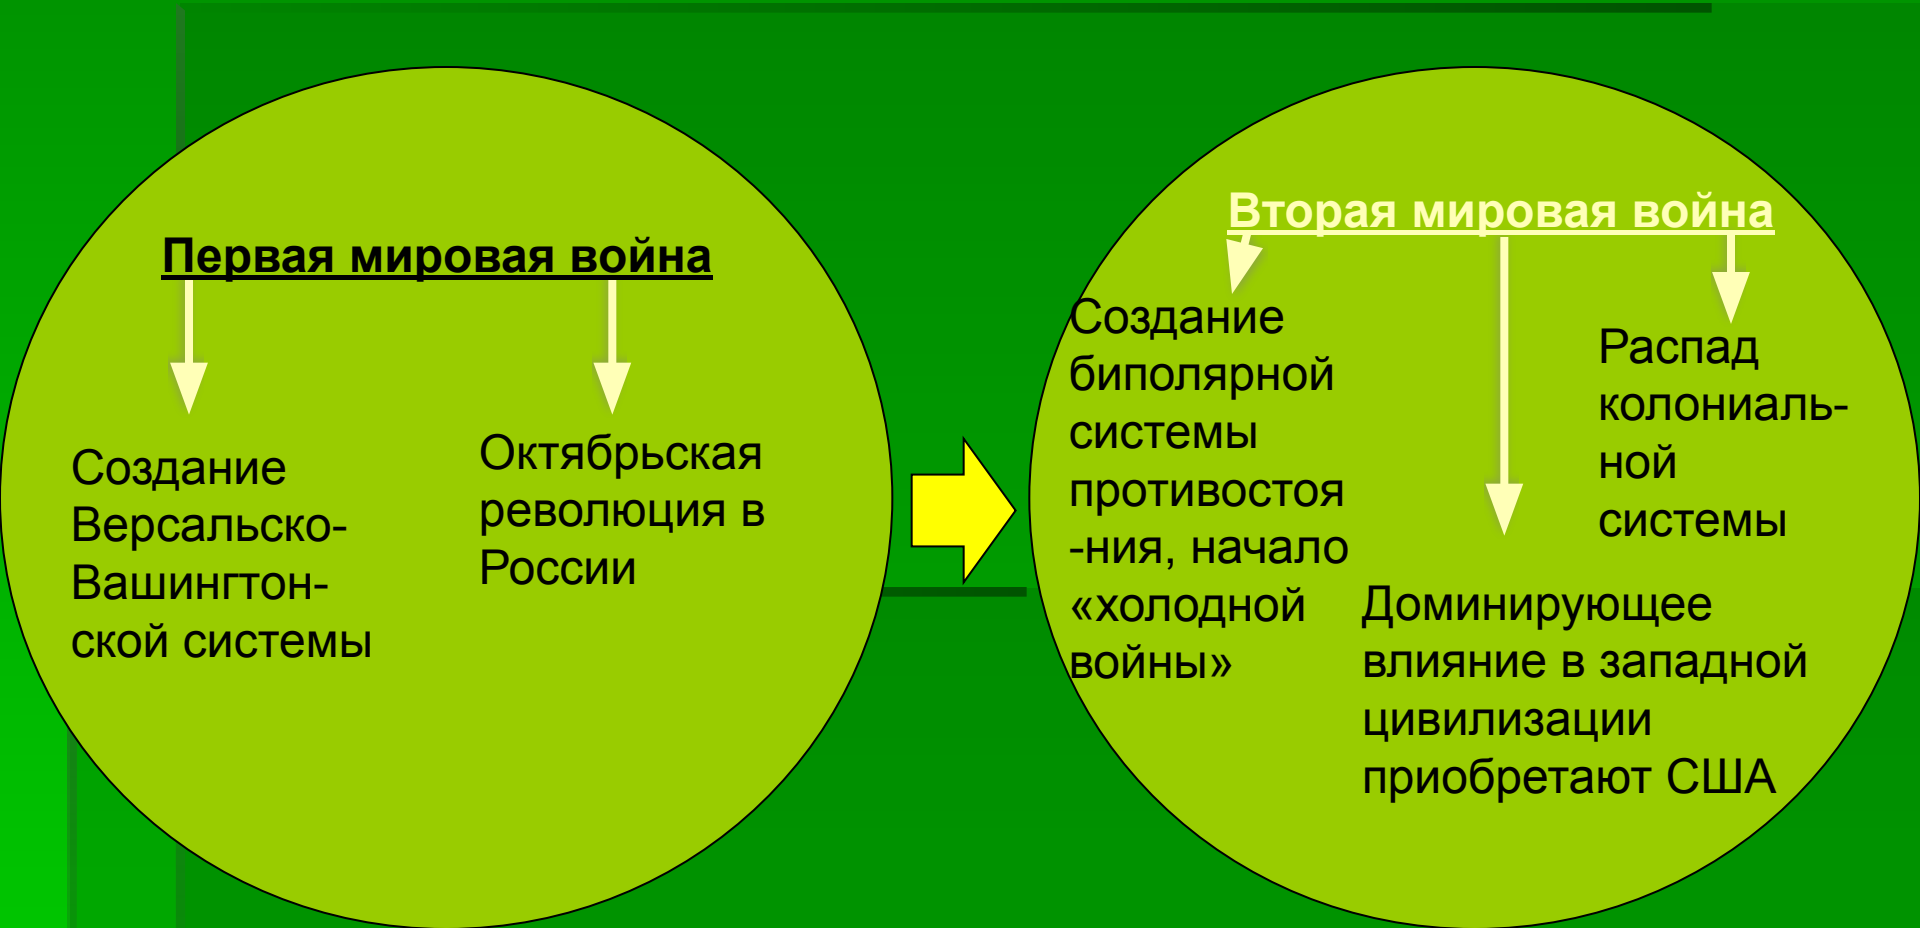 Первая мировая война
Создание
Версальско-
Вашингтон-
ской системы
Октябрьская
революция в
России
Вторая мировая война
Создание
биполярной
системы
противостоя
-ния, начало
«холодной
войны»
Доминирующее
влияние в западной
цивилизации
приобретают США
Распад
колониаль-
ной
системы